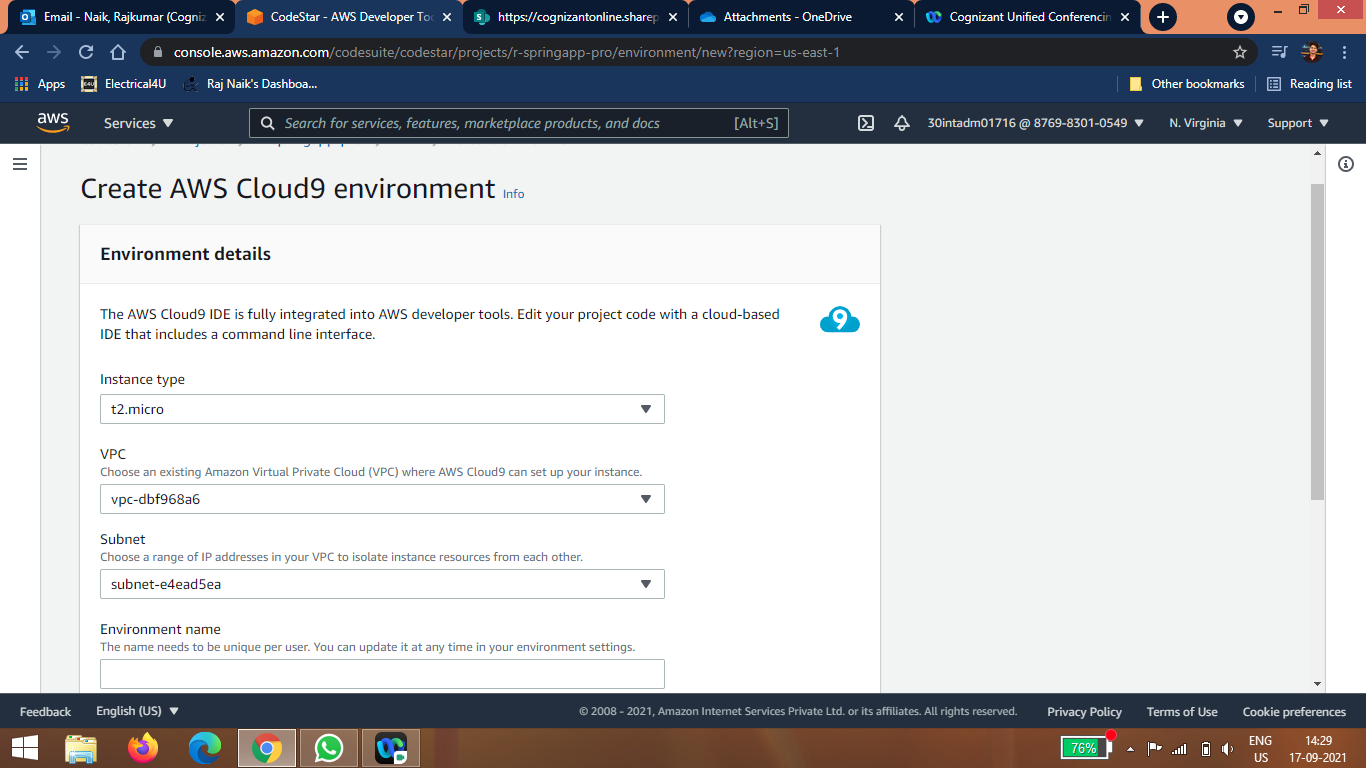 Email - Naik, Rajkumar (Cogniz
CodeStar - AWS Developer Too
https://cognizantonline.sharep
Attachments - OneDrive
Cognizant Unified Conferencin
console.aws.amazon.com/codesuite/codestar/projects/r-springapp-pro/environment/new?region=us-east-1
Apps
Electrical4U
Raj Naik's Dashboa...
Other bookmarks
Reading list
aws
Services
Search for services, features, marketplace products, and docs
[Alt+S]
30intadm01716 @ 8769-8301-0549
N. Virginia
Support
Create AWS Cloud9 environment Info
Environment details
The AWS Cloud9 IDE is fully integrated into AWS developer tools. Edit your project code with a cloud-based
IDE that includes a command line interface.
9
Instance type
t2.micro
VPC
Choose an existing Amazon Virtual Private Cloud (VPC) where AWS Cloud9 can set up your instance.
vpc-dbf968a6
Subnet
Choose a range of IP addresses in your VPC to isolate instance resources from each other.
subnet-e4ead5ea
Environment name
The name needs to be unique per user. You can update it at any time in your environment settings.
Feedback
English (US)
© 2008 - 2021, Amazon Internet Services Private Ltd. or its affiliates. All rights reserved.
Privacy Policy
Terms of Use
Cookie preferences
76%
ENG
US
14:29
17-09-2021